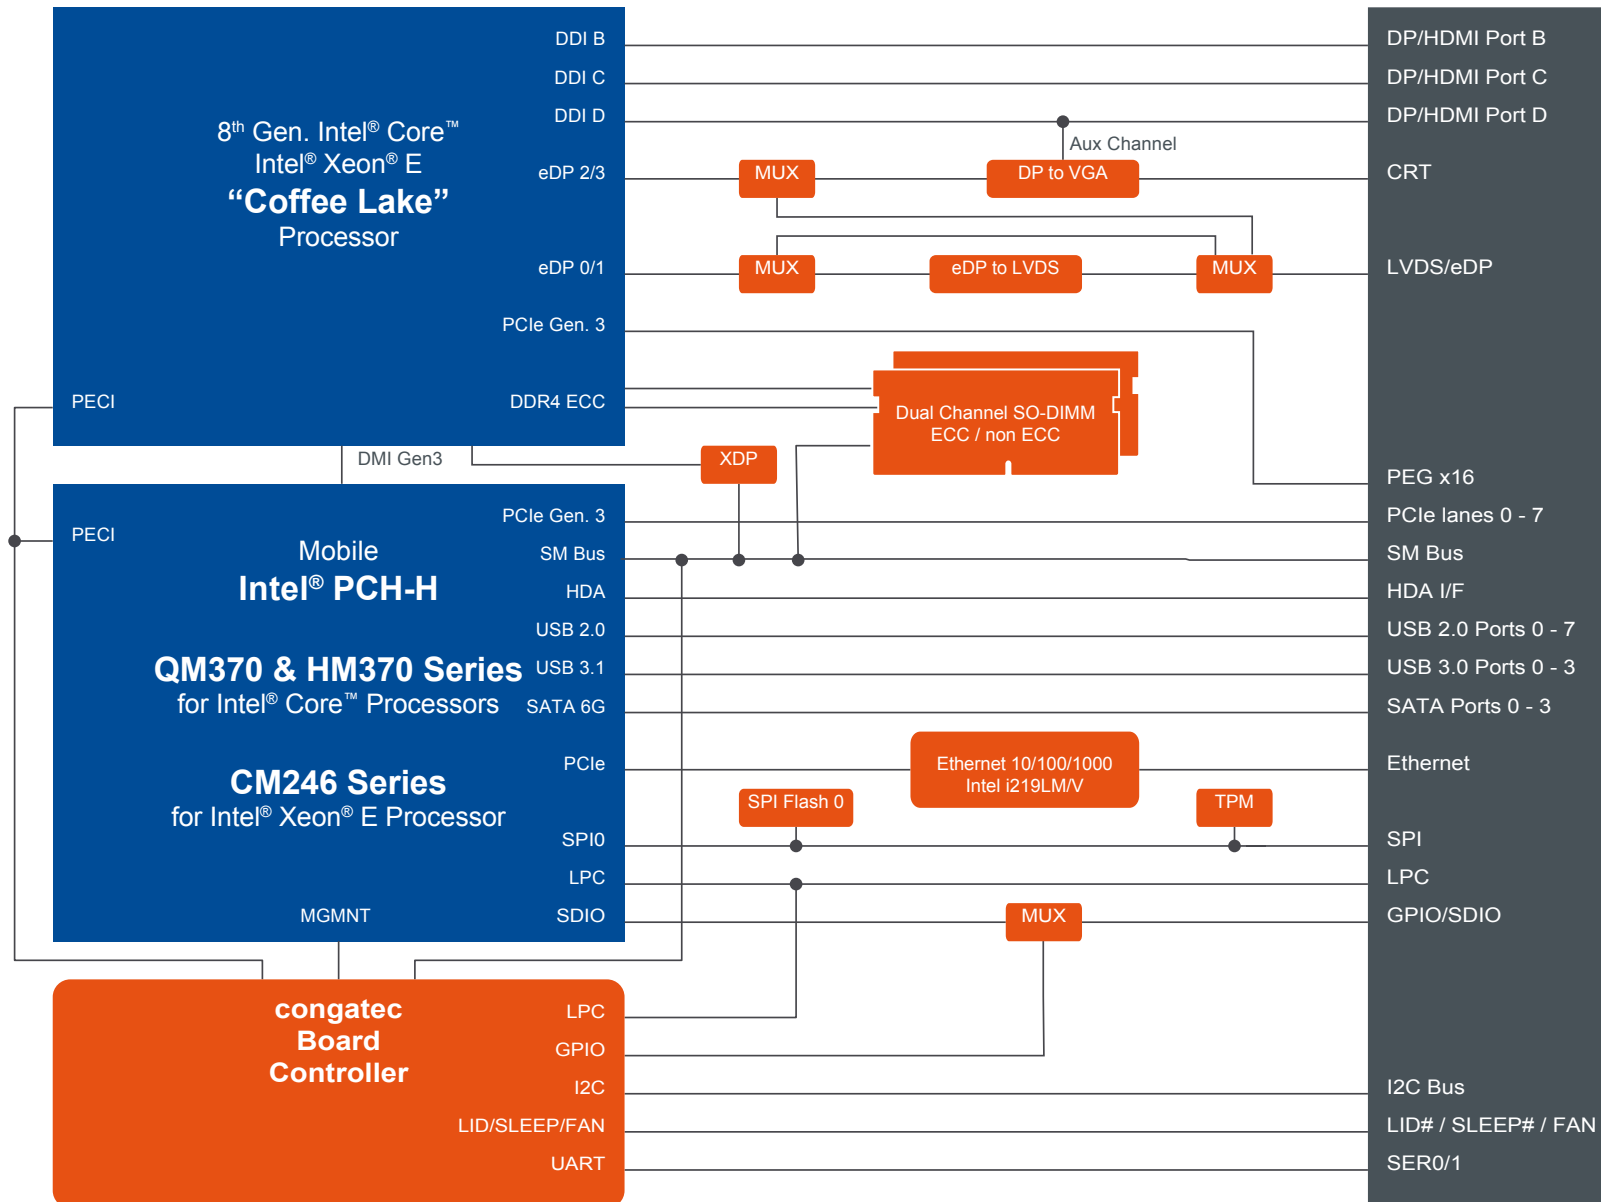 DDI B
DDI C
DDI D
8th Gen. Intel® Core™
Intel® Xeon® E
“Coffee Lake”
Processor
eDP 2/3
eDP 0/1
PCIe Gen. 3
PECI
DDR4 ECC
Aux Channel
MUX
DP to VGA
MUX
eDP to LVDS
MUX
Dual Channel SO-DIMM
ECC / non ECC
DMI Gen3
XDP
PCIe Gen. 3
PECI
Mobile
Intel® PCH-H
SM Bus
HDA
USB 2.0
QM370 & HM370 Series
for Intel® Core™ Processors
USB 3.1
SATA 6G
CM246 Series
for Intel® Xeon® E Processor
PCIe
SPI0
LPC
MGMNT
SDIO
Ethernet 10/100/1000
Intel i219LM/V
SPI Flash 0
TPM
MUX
congatec
Board
Controller
LPC
GPIO
I2C
LID/SLEEP/FAN
UART
DP/HDMI Port B
DP/HDMI Port C
DP/HDMI Port D
CRT
LVDS/eDP
PEG x16
PCIe lanes 0 - 7
SM Bus
HDA I/F
USB 2.0 Ports 0 - 7
USB 3.0 Ports 0 - 3
SATA Ports 0 - 3
Ethernet
SPI
LPC
GPIO/SDIO
I2C Bus
LID# / SLEEP# / FAN
SER0/1